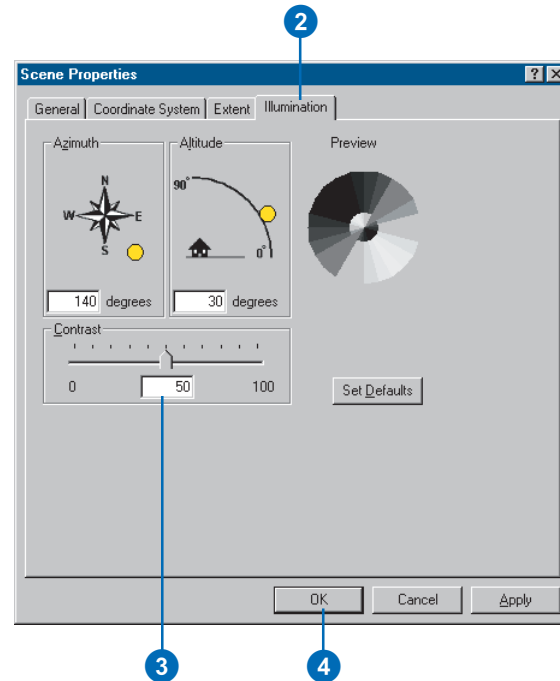 2
Scene Properties
General Coordinate System Extent Illumination
Azimuth Altitude Preview
N
W E
S
90°
0°
140 degrees 30 degrees
Contrast
0 50 100
Set Defaults
OK Cancel Apply
3 4